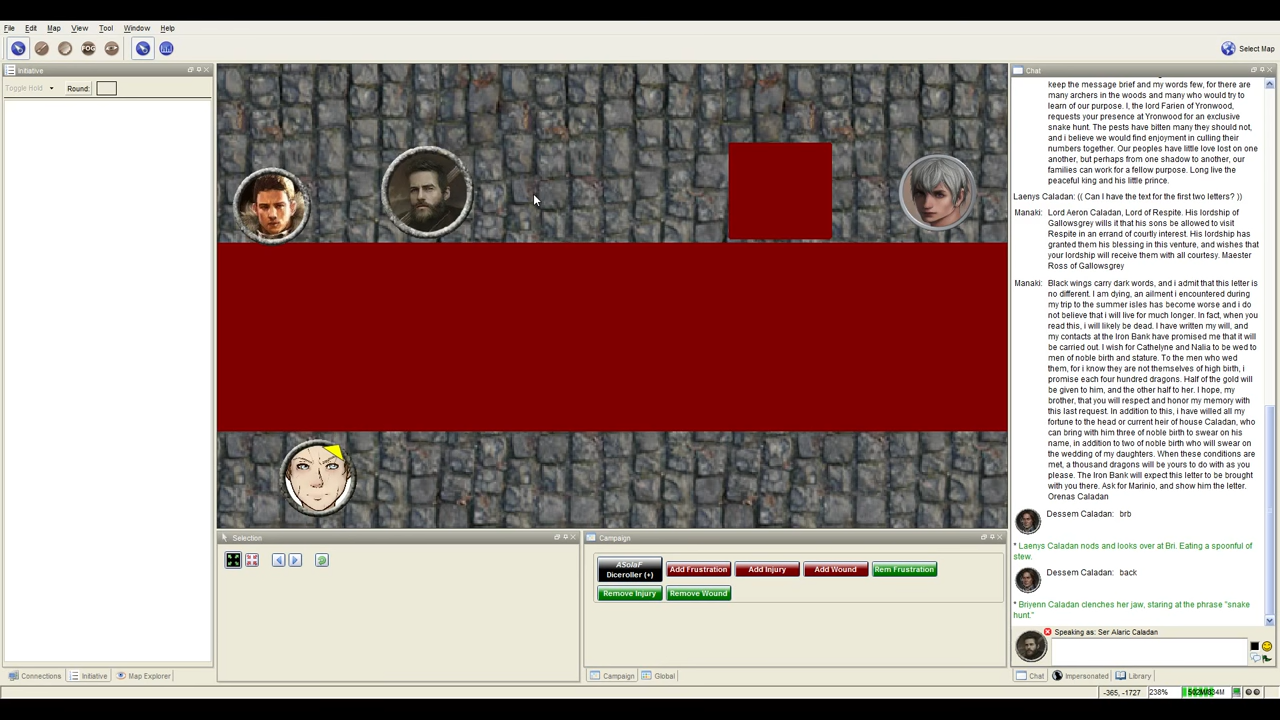 File Edit Map View Tool Window Help
FOG
Select Map
Initiative
Toggle Hold Round:
Chat
keep the message brief and my words few, for there
are many archers in the woods and many who would try to
learn of our purpose. I, the lord Farien of Yronwood,
requests your presence at Yronwood for an exclusive
snake hunt. The pests have bitten many they should not,
and i believe we would find enjoyment in culling their
numbers together. Our peoples have little love lost on one
another, but perhaps from one shadow to another, our
families can work for a fellow purpose. Long live the
peaceful king and his little prince.
Laenys Caladan: (( Can I have the text for the first two letters? ))
Manaki: Lord Aeron Caladan, Lord of Respite. His lordship of
Gallowsgrey wills it that his sons be allowed to visit
Respite in an errand of courtly interest. His lordship has
granted them his blessing in this venture, and wishes that
your lordship will receive them with all courtesy. Maester
Ross of Gallowsgrey
Manaki: Black wings carry dark words, and i admit that this letter is
no different. I am dying, an ailment i encountered during
my trip to the summer isles has become worse and i do
not believe that i will live for much longer. In fact, when you
read this, i will likely be dead. I have written my will, and
my contacts at the Iron Bank have promised me that it will
be carried out. I wish for Cathelyne and Nalia to be wed to
men of noble birth and stature. To the men who wed
them, for i know they are not themselves of high birth, i
promise each four hundred dragons. Half of the gold will
be given to him, and the other half to her. I hope, my
brother, that you will respect and honor my memory with
this last request. In addition to this, i have willed all my
fortune to the head or current heir of house Caladan, who
can bring with him three of noble birth to swear on his
name, in addition to two of noble birth who will swear on
the wedding of my daughters. When these conditions are
met, a thousand dragons will be yours to do with as you
please. The Iron Bank will expect this letter to be brought
with you there. Ask for Marinio, and show him the letter.
Orenas Caladan
Dessem Caladan: brb
* Laenys Caladan nods and looks over at Bri. Eating a spoonful of
stew.
Dessem Caladan: back
* Briyenn Caladan clenches her jaw, staring at the phrase "snake
hunt."
Speaking as: Ser Alaric Caladan
Selection
Campaign
ASoIaF
Diceroller (+)
Add Frustration Add Injury Add Wound Rem Frustration
Remove Injury Remove Wound
Connections Initiative Map Explorer
Campaign Global
Chat Impersonated Library
-365, -1727 238%